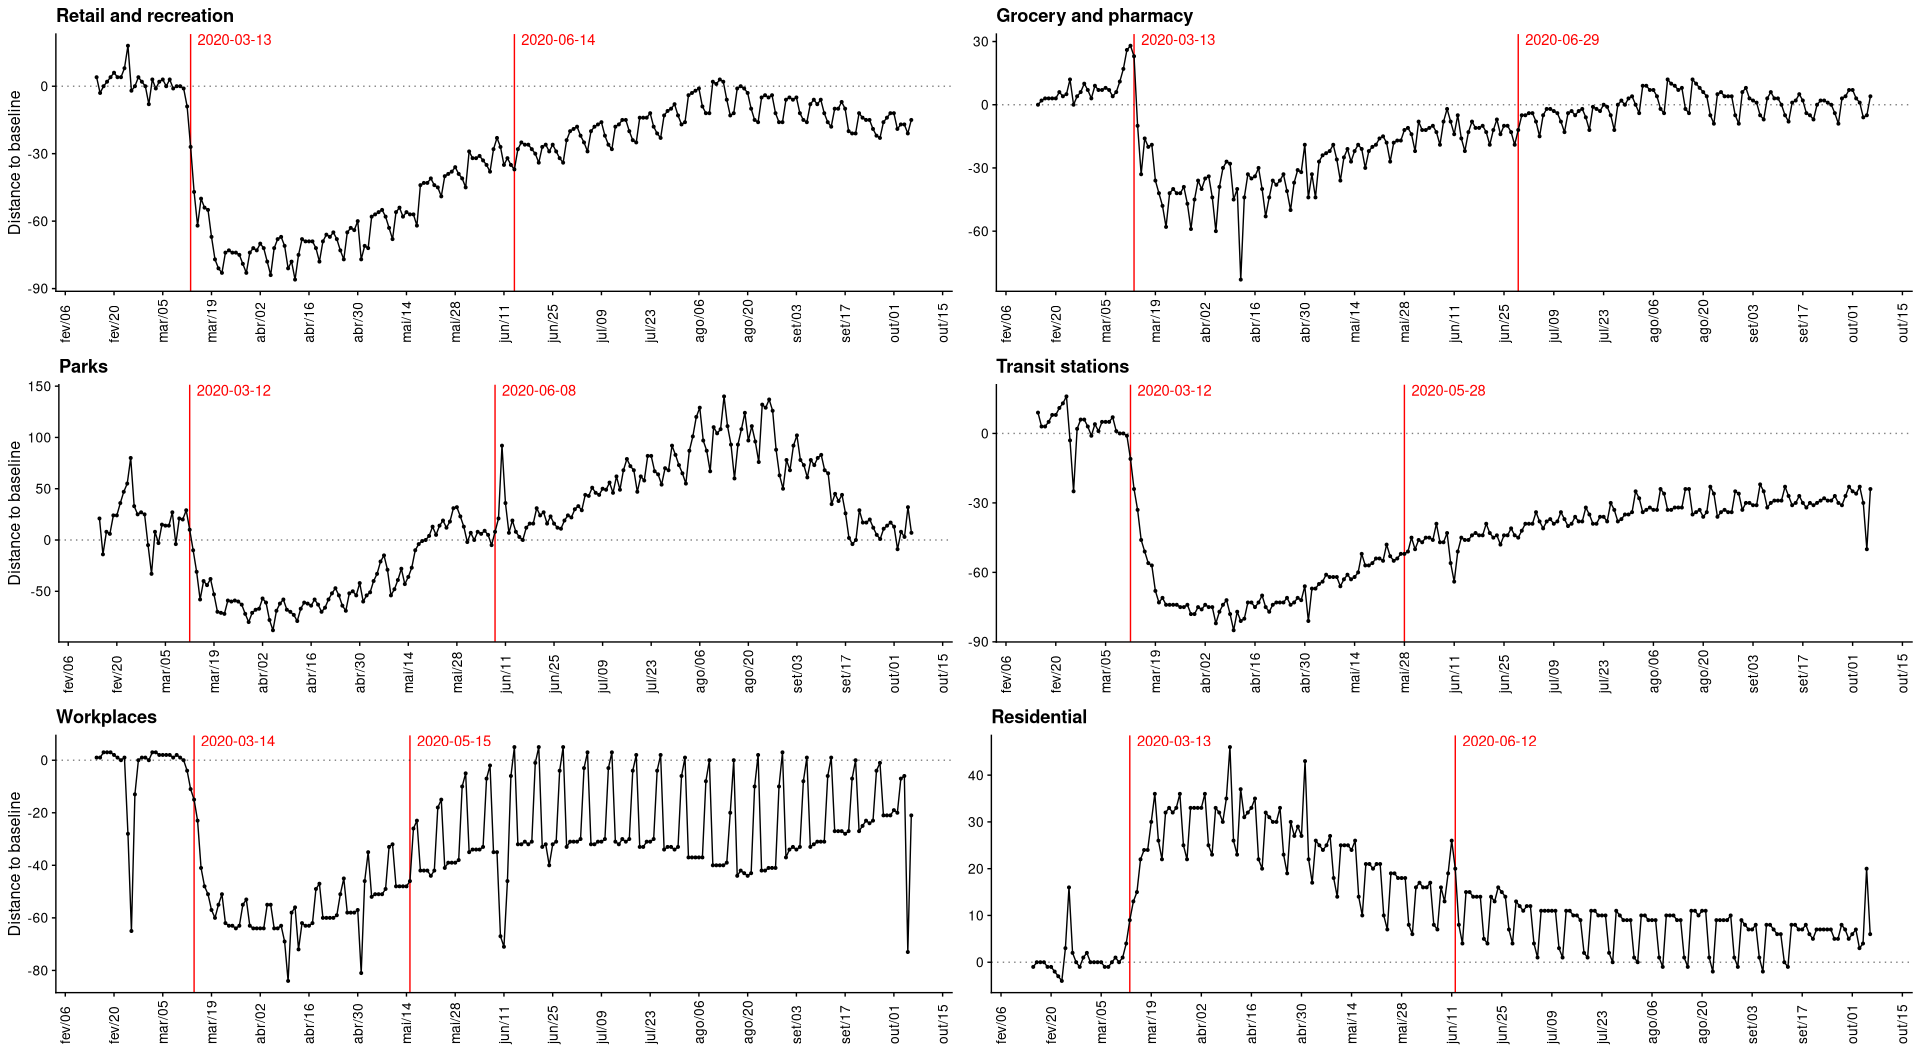 Retail and recreation
2020-03-13
2020-06-14
Distance to baseline
0
-30
-60
-90
fev/06
fev/20
mar/05
mar/19
abr/02
abr/16
abr/30
mai/14
mai/28
jun/11
jun/25
jul/09
jul/23
ago/06
ago/20
set/03
set/17
out/01
out/15
Grocery and pharmacy
2020-03-13
2020-06-29
30
0
-30
-60
fev/06
fev/20
mar/05
mar/19
abr/02
abr/16
abr/30
mai/14
mai/28
jun/11
jun/25
jul/09
jul/23
ago/06
ago/20
set/03
set/17
out/01
out/15
Parks
2020-03-12
2020-06-08
Distance to baseline
150
100
50
0
-50
fev/06
fev/20
mar/05
mar/19
abr/02
abr/16
abr/30
mai/14
mai/28
jun/11
jun/25
jul/09
jul/23
ago/06
ago/20
set/03
set/17
out/01
out/15
Transit stations
2020-03-12
2020-05-28
0
-30
-60
-90
fev/06
fev/20
mar/05
mar/19
abr/02
abr/16
abr/30
mai/14
mai/28
jun/11
jun/25
jul/09
jul/23
ago/06
ago/20
set/03
set/17
out/01
out/15
Workplaces
2020-03-14
2020-05-15
Distance to baseline
0
-20
-40
-60
-80
fev/06
fev/20
mar/05
mar/19
abr/02
abr/16
abr/30
mai/14
mai/28
jun/11
jun/25
jul/09
jul/23
ago/06
ago/20
set/03
set/17
out/01
out/15
Residential
2020-03-13
2020-06-12
40
30
20
10
0
fev/06
fev/20
mar/05
mar/19
abr/02
abr/16
abr/30
mai/14
mai/28
jun/11
jun/25
jul/09
jul/23
ago/06
ago/20
set/03
set/17
out/01
out/15